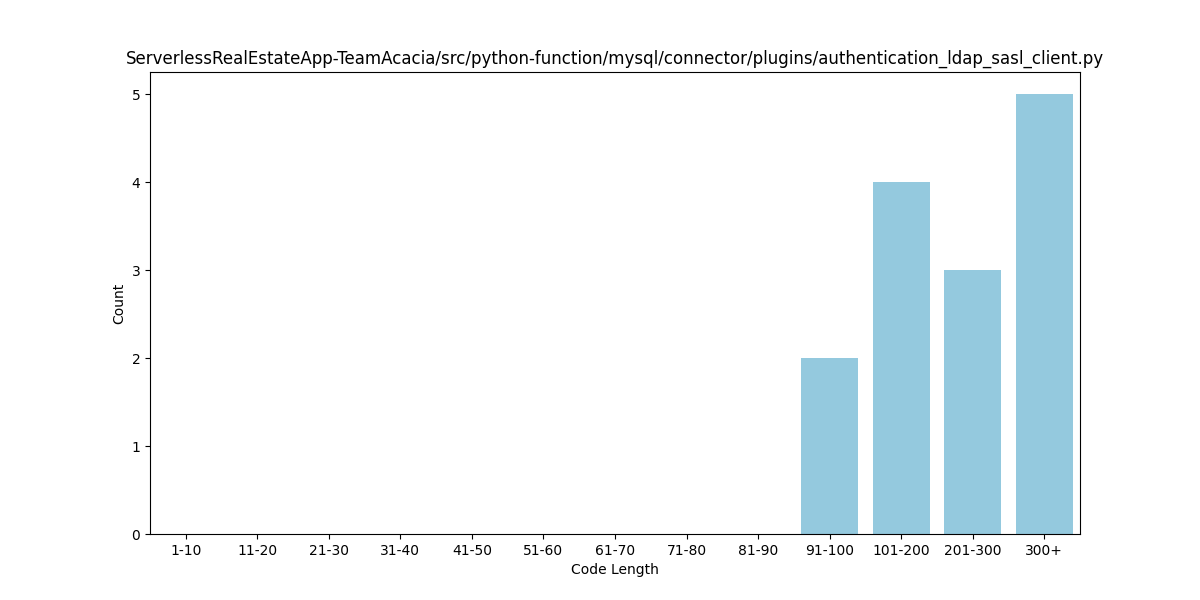 ServerlessRealEstateApp-TeamAcacia/src/python-function/mysql/connector/plugins/authentication_ldap_sasl_client.py
5
4
3
2
1
0
Count
1-10 11-20 21-30 31-40 41-50 51-60 61-70 71-80 81-90 91-100 101-200 201-300 300+
Code Length